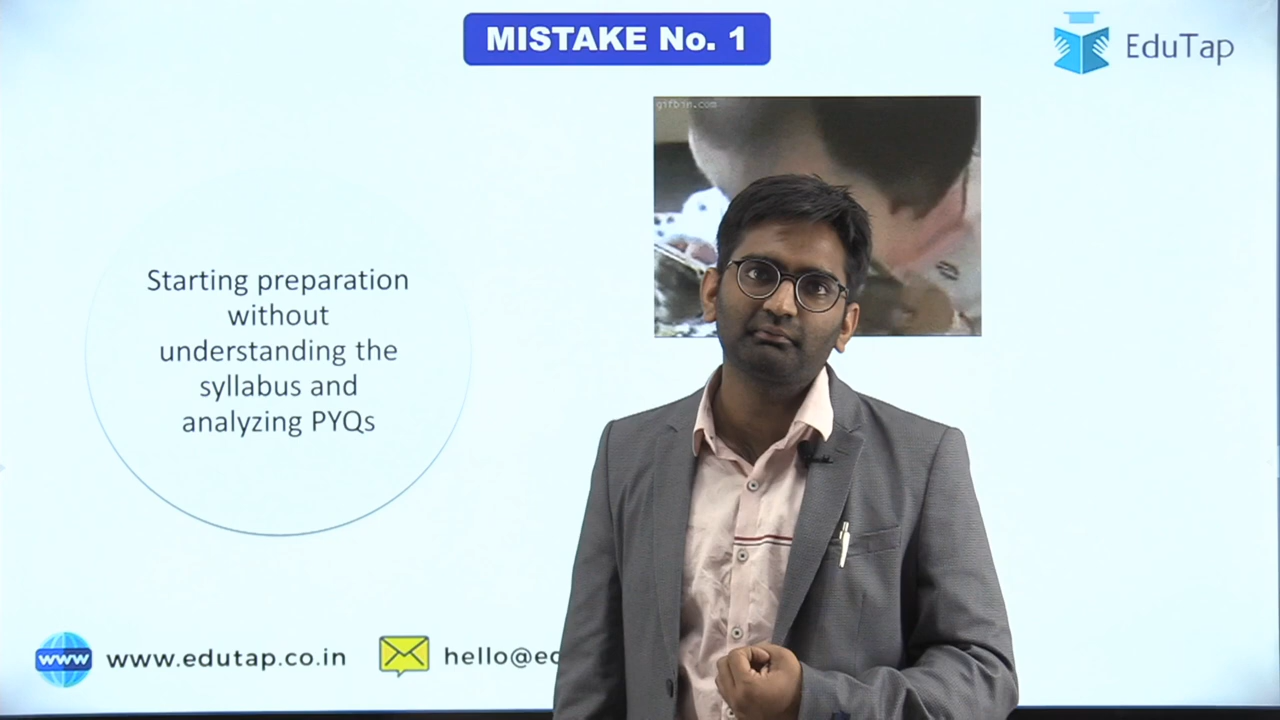 MISTAKE No. 1
EduTap
gifbin.com
Starting preparation
without
understanding the
syllabus and
analyzing PYQs
www
www.edutap.co.in
hello@ed